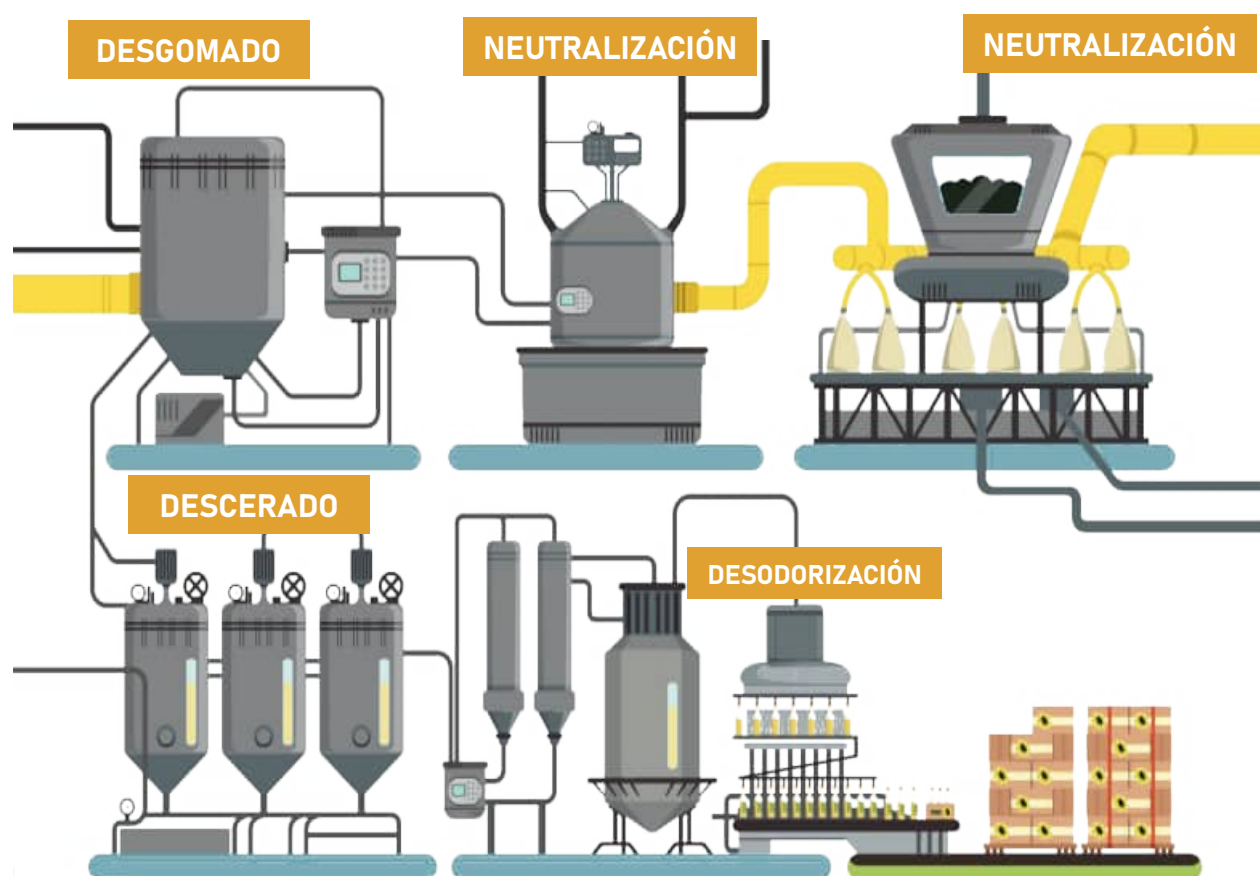 DESGOMADO
NEUTRALIZACIÓN
NEUTRALIZACIÓN
DESCERADO
DESODORIZACIÓN